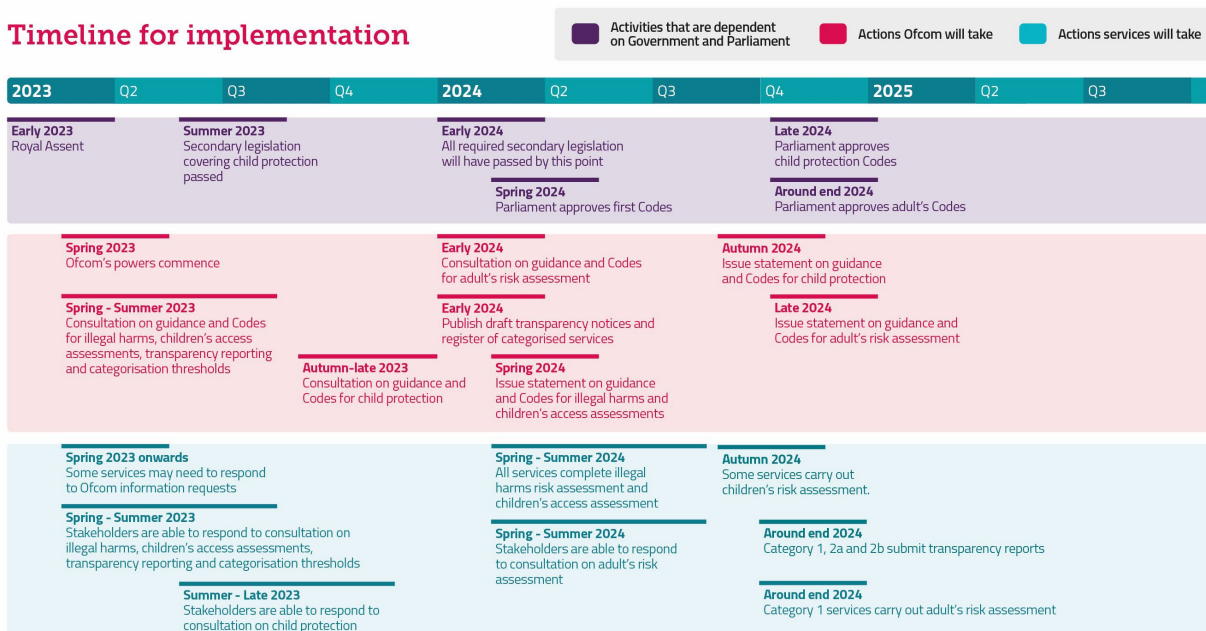 Timeline for implementation
Activities that are dependent
on Government and Parliament
Actions Ofcom will take
Actions services will take
2023
Q2
Q3
Q4
2024
Q2
Q3
Q4
2025
Q2
Q3
Early 2023
Royal Assent
Summer 2023
Secondary legislation
covering child protection
passed
Early 2024
All required secondary legislation
will have passed by this point
Spring 2024
Parliament approves first Codes
Late 2024
Parliament approves
child protection Codes
Around end 2024
Parliament approves adult's Codes
Spring 2023
Ofcom's powers commence
Spring - Summer 2023
Consultation on guidance and Codes
for illegal harms, children's access
assessments, transparency reporting
and categorisation thresholds
Autumn-late 2023
Consultation on guidance and
Codes for child protection
Early 2024
Consultation on guidance and Codes
for adult's risk assessment
Early 2024
Publish draft transparency notices and
register of categorised services
Spring 2024
Issue statement on guidance
and Codes for illegal harms and
children's access assessments
Autumn 2024
Issue statement on guidance
and Codes for child protection
Late 2024
Issue statement on guidance and
Codes for adult's risk assessment
Spring 2023 onwards
Some services may need to respond
to Ofcom information requests
Spring - Summer 2023
Stakeholders are able to respond to consultation on
illegal harms, children's access assessments,
transparency reporting and categorisation thresholds
Summer - Late 2023
Stakeholders are able to respond to
consultation on child protection
Spring - Summer 2024
All services complete illegal
harms risk assessment and
children's access assessment
Spring - Summer 2024
Stakeholders are able to respond
to consultation on adult's risk
assessment
Autumn 2024
Some services carry out
children's risk assessment.
Around end 2024
Category 1, 2a and 2b submit transparency reports
Around end 2024
Category 1 services carry out adult's risk assessment